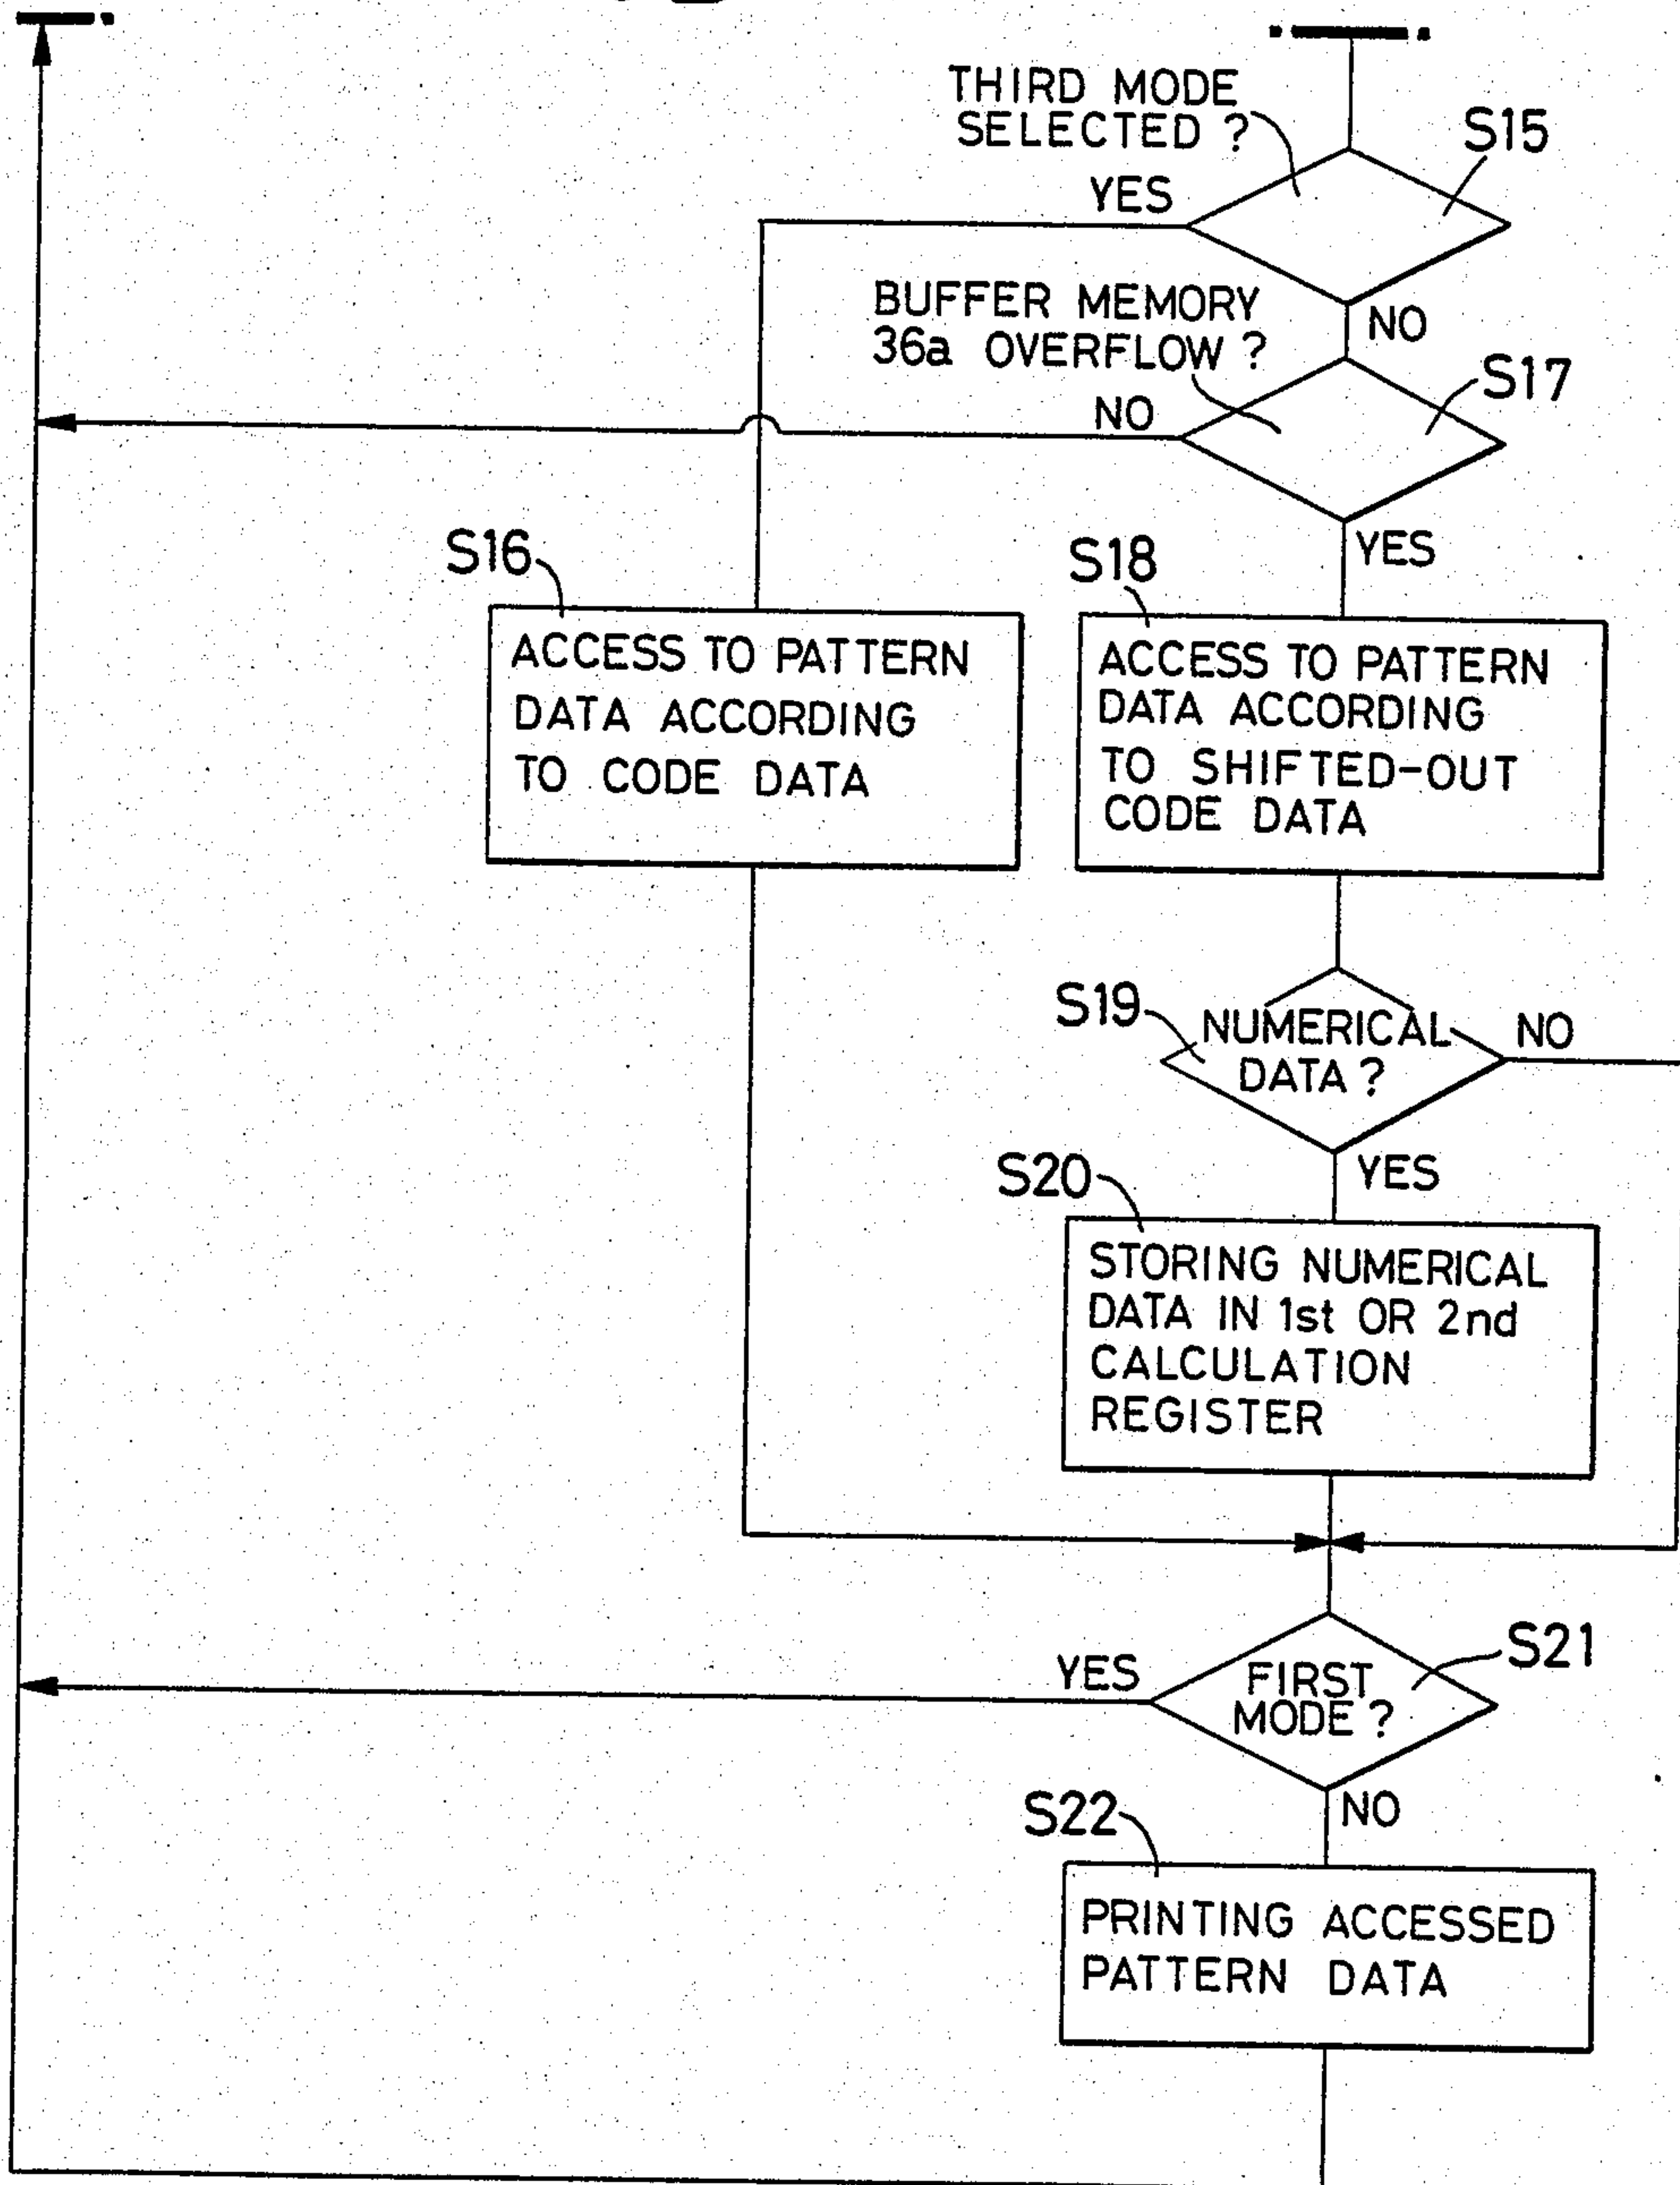 THIRD MODE
SELECTED ?
S15
YES
NO
BUFFER MEMORY
36a OVERFLOW ?
S17
NO
YES
S16
ACCESS TO PATTERN
DATA ACCORDING
TO CODE DATA
S18
ACCESS TO PATTERN
DATA ACCORDING
TO SHIFTED-OUT
CODE DATA
S19
NUMERICAL
DATA ?
NO
YES
S20
STORING NUMERICAL
DATA IN 1st OR 2nd
CALCULATION
REGISTER
YES
FIRST
MODE ?
S21
NO
S22
PRINTING ACCESSED
PATTERN DATA